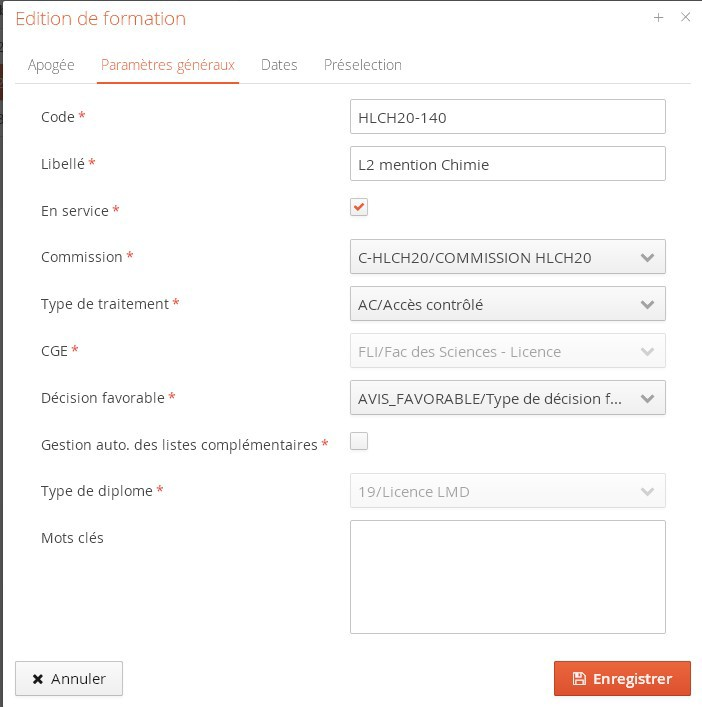 Edition de formation
Apogée Paramètres généraux Dates Préselection
Code * HLCH20-140
Libellé * L2 mention Chimie
En service *
Commission * C-HLCH20/COMMISSION HLCH20
Type de traitement * AC/Accès contrôlé
CGE * FLI/Fac des Sciences - Licence
Décision favorable * AVIS_FAVORABLE/Type de décision f...
Gestion auto. des listes complémentaires *
Type de diplome * 19/Licence LMD
Mots clés
Annuler Enregistrer